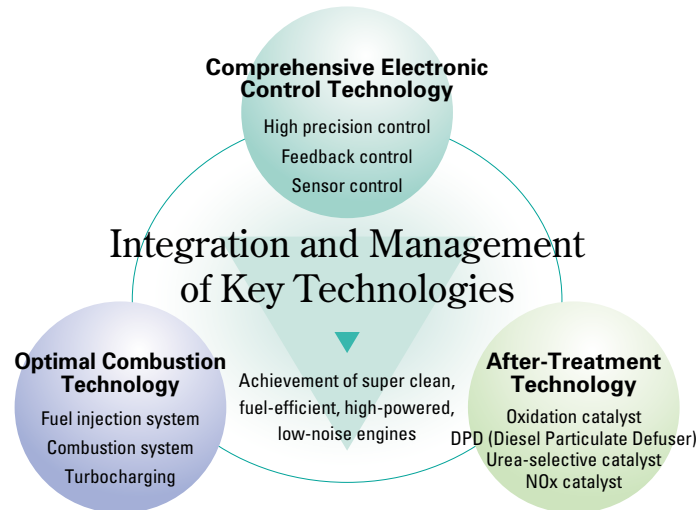 Comprehensive Electronic
Control Technology
High precision control
Feedback control
Sensor control
Integration and Management
of Key Technologies
Achievement of super clean,
fuel-efficient, high-powered,
low-noise engines
Optimal Combustion
Technology
Fuel injection system
Combustion system
Turbocharging
After-Treatment
Technology
Oxidation catalyst
DPD (Diesel Particulate Defuser)
Urea-selective catalyst
NOx catalyst